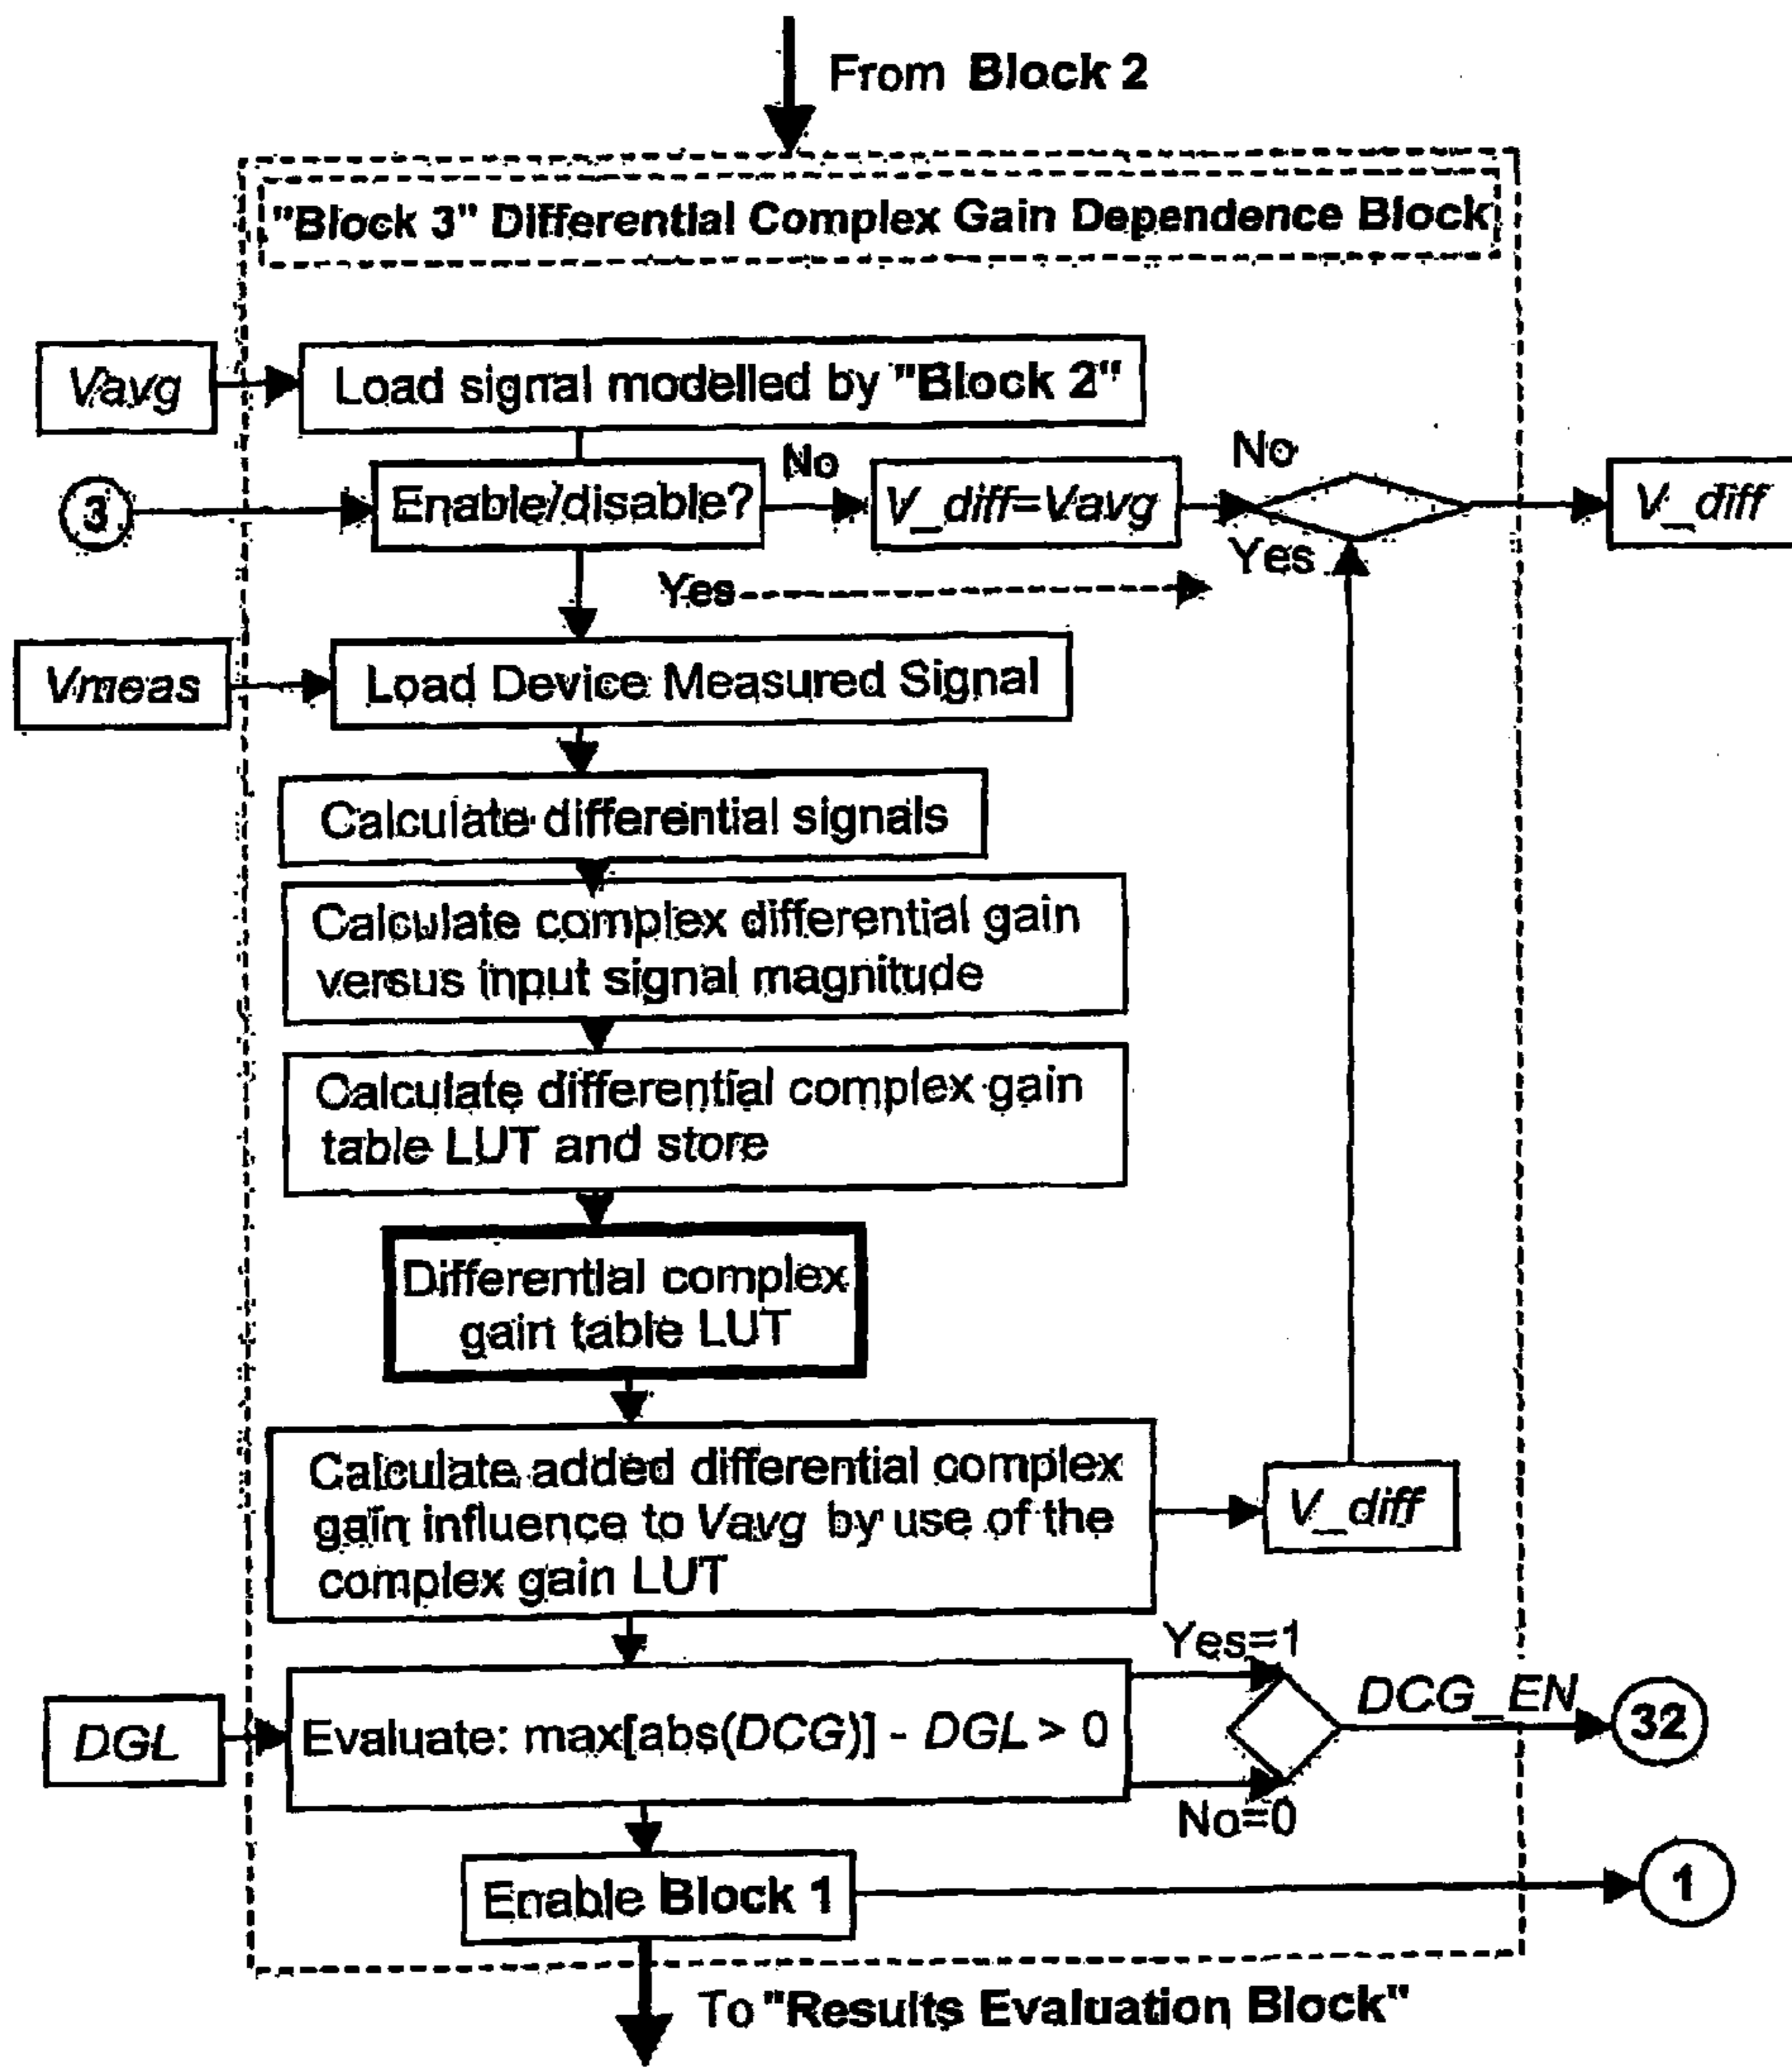 From Block 2
"Block 3" Differential Complex Gain Dependence Block
Vavg
Load signal modelled by "Block 2"
3
Enable/disable?
No
V_diff=Vavg
No
Yes
V_diff
Yes
Vmeas
Load Device Measured Signal
Calculate differential signals
Calculate complex differential gain
versus input signal magnitude
Calculate differential complex gain
table LUT and store
Differential complex
gain table LUT
Calculate added differential complex
gain influence to Vavg by use of the
complex gain LUT
V_diff
DGL
Evaluate: max[abs(DCG)] - DGL > 0
Yes=1
No=0
DCG_EN
32
Enable Block 1
1
To "Results Evaluation Block"